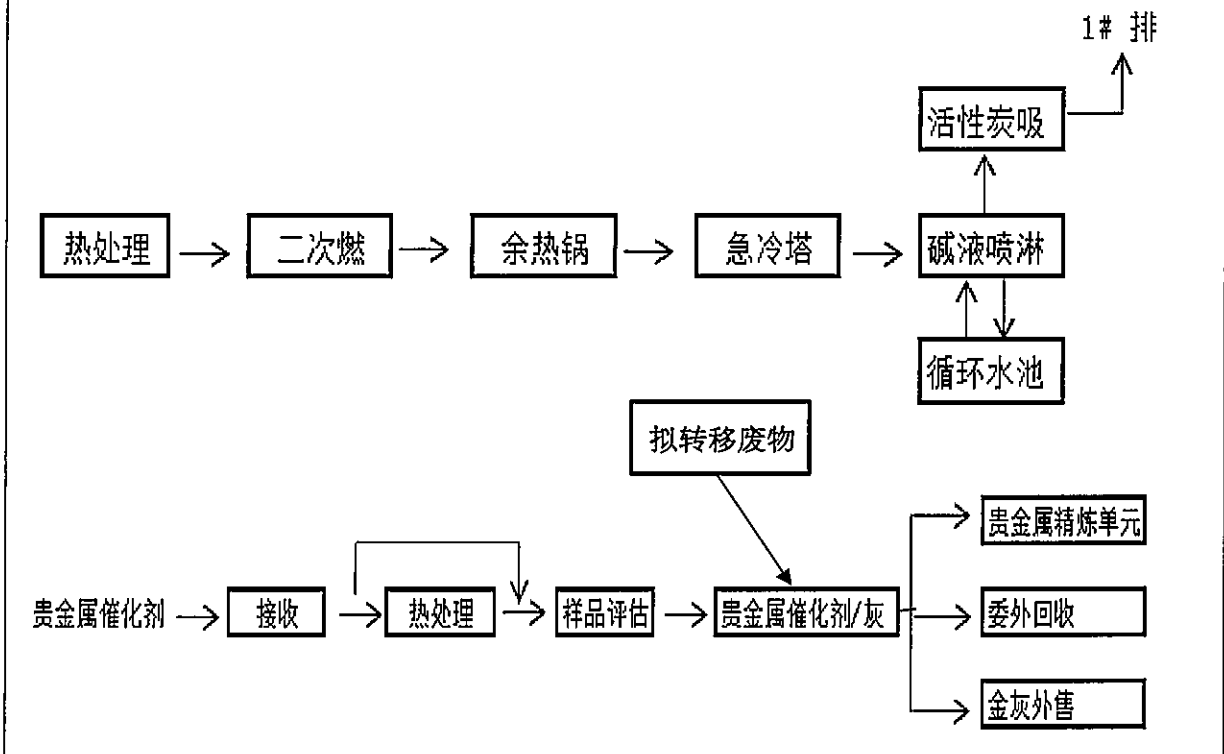 1# 排
活性炭吸
热处理
二次燃
余热锅
急冷塔
碱液喷淋
循环水池
拟转移废物
贵金属催化剂
接收
热处理
样品评估
贵金属催化剂/灰
贵金属精炼单元
委外回收
金灰外售